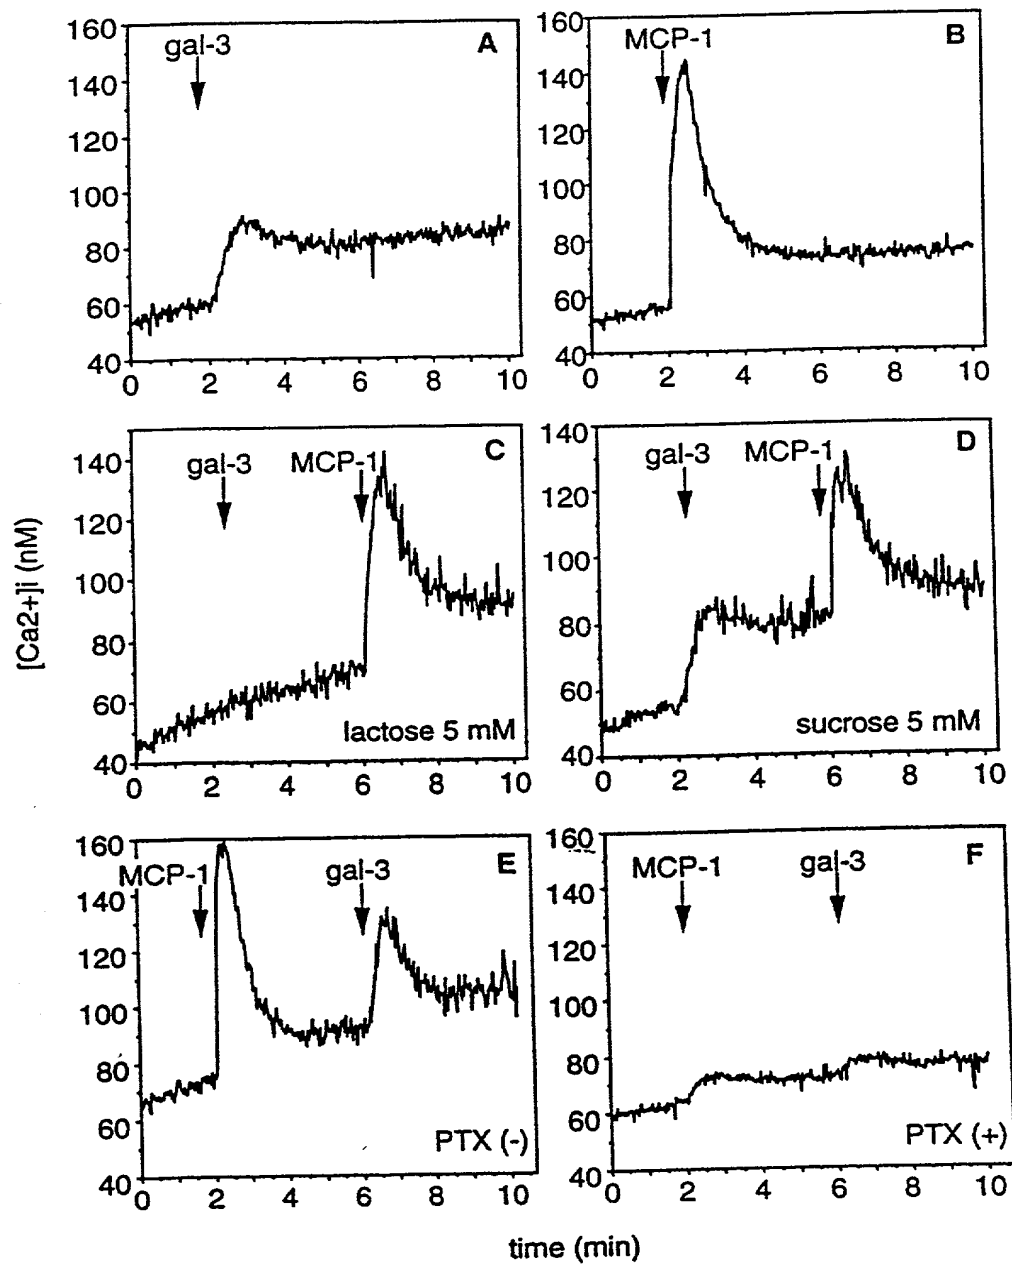 160
140
120
100
80
60
40
gal-3
A
0 2 4 6 8 10
160
140
120
100
80
60
40
MCP-1
B
0 2 4 6 8 10
[Ca2+]i (nM)
140
120
100
80
60
40
gal-3 MCP-1
C
lactose 5 mM
0 2 4 6 8 10
140
120
100
80
60
40
gal-3 MCP-1
D
sucrose 5 mM
0 2 4 6 8 10
160
140
120
100
80
60
40
MCP-1 gal-3
E
PTX (-)
0 2 4 6 8 10
160
140
120
100
80
60
40
MCP-1 gal-3
F
PTX (+)
0 2 4 6 8 10
time (min)